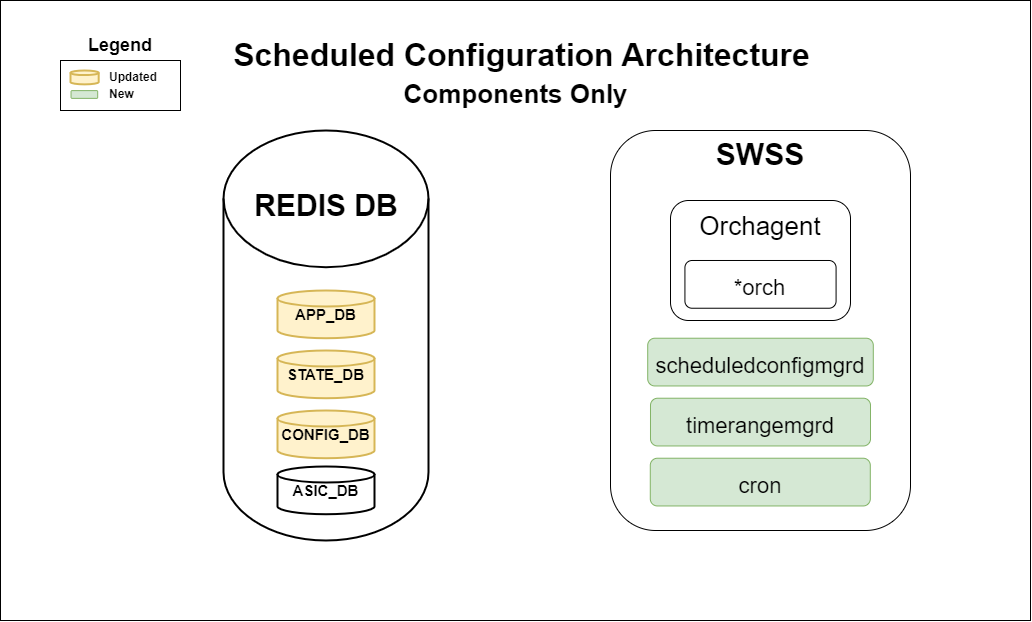 Legend
Updated
New
Scheduled Configuration Architecture
Components Only
REDIS DB
APP_DB
STATE_DB
CONFIG_DB
ASIC_DB
SWSS
Orchagent
*orch
scheduledconfigmgrd
timerangemgrd
cron